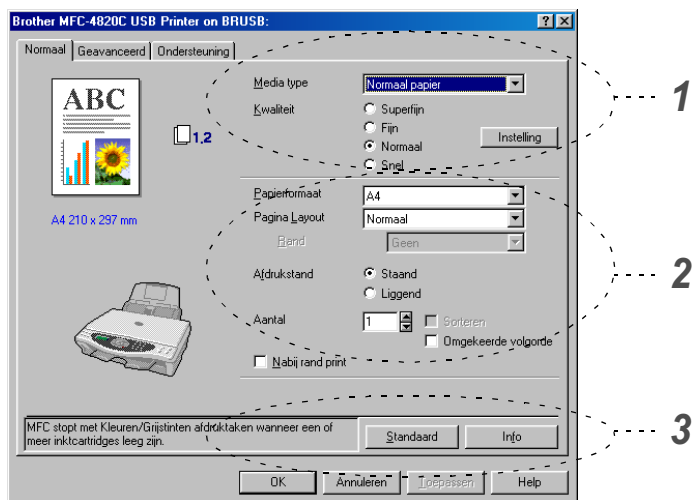 Brother MFC-4820C USB Printer on BRUSB:
Normaal Geavanceerd Ondersteuning
ABC
1,2
A4 210 x 297 mm
Media type Normaal papier
Kwaliteit Superfijn
Fijn
Normaal Instelling
Snel
1
Papierformaat A4
Pagina Layout Normaal
Rand Geen
Afdrukstand Staand
Liggend
Aantal 1 Sorteren
Omgekeerde volgorde
Nabij rand print
2
MFC stopt met Kleuren/Grijstinten afdruktaken wanneer een of
meer inktcartridges leeg zijn.
Standaard Info
3
OK Annuleren Toepassen Help